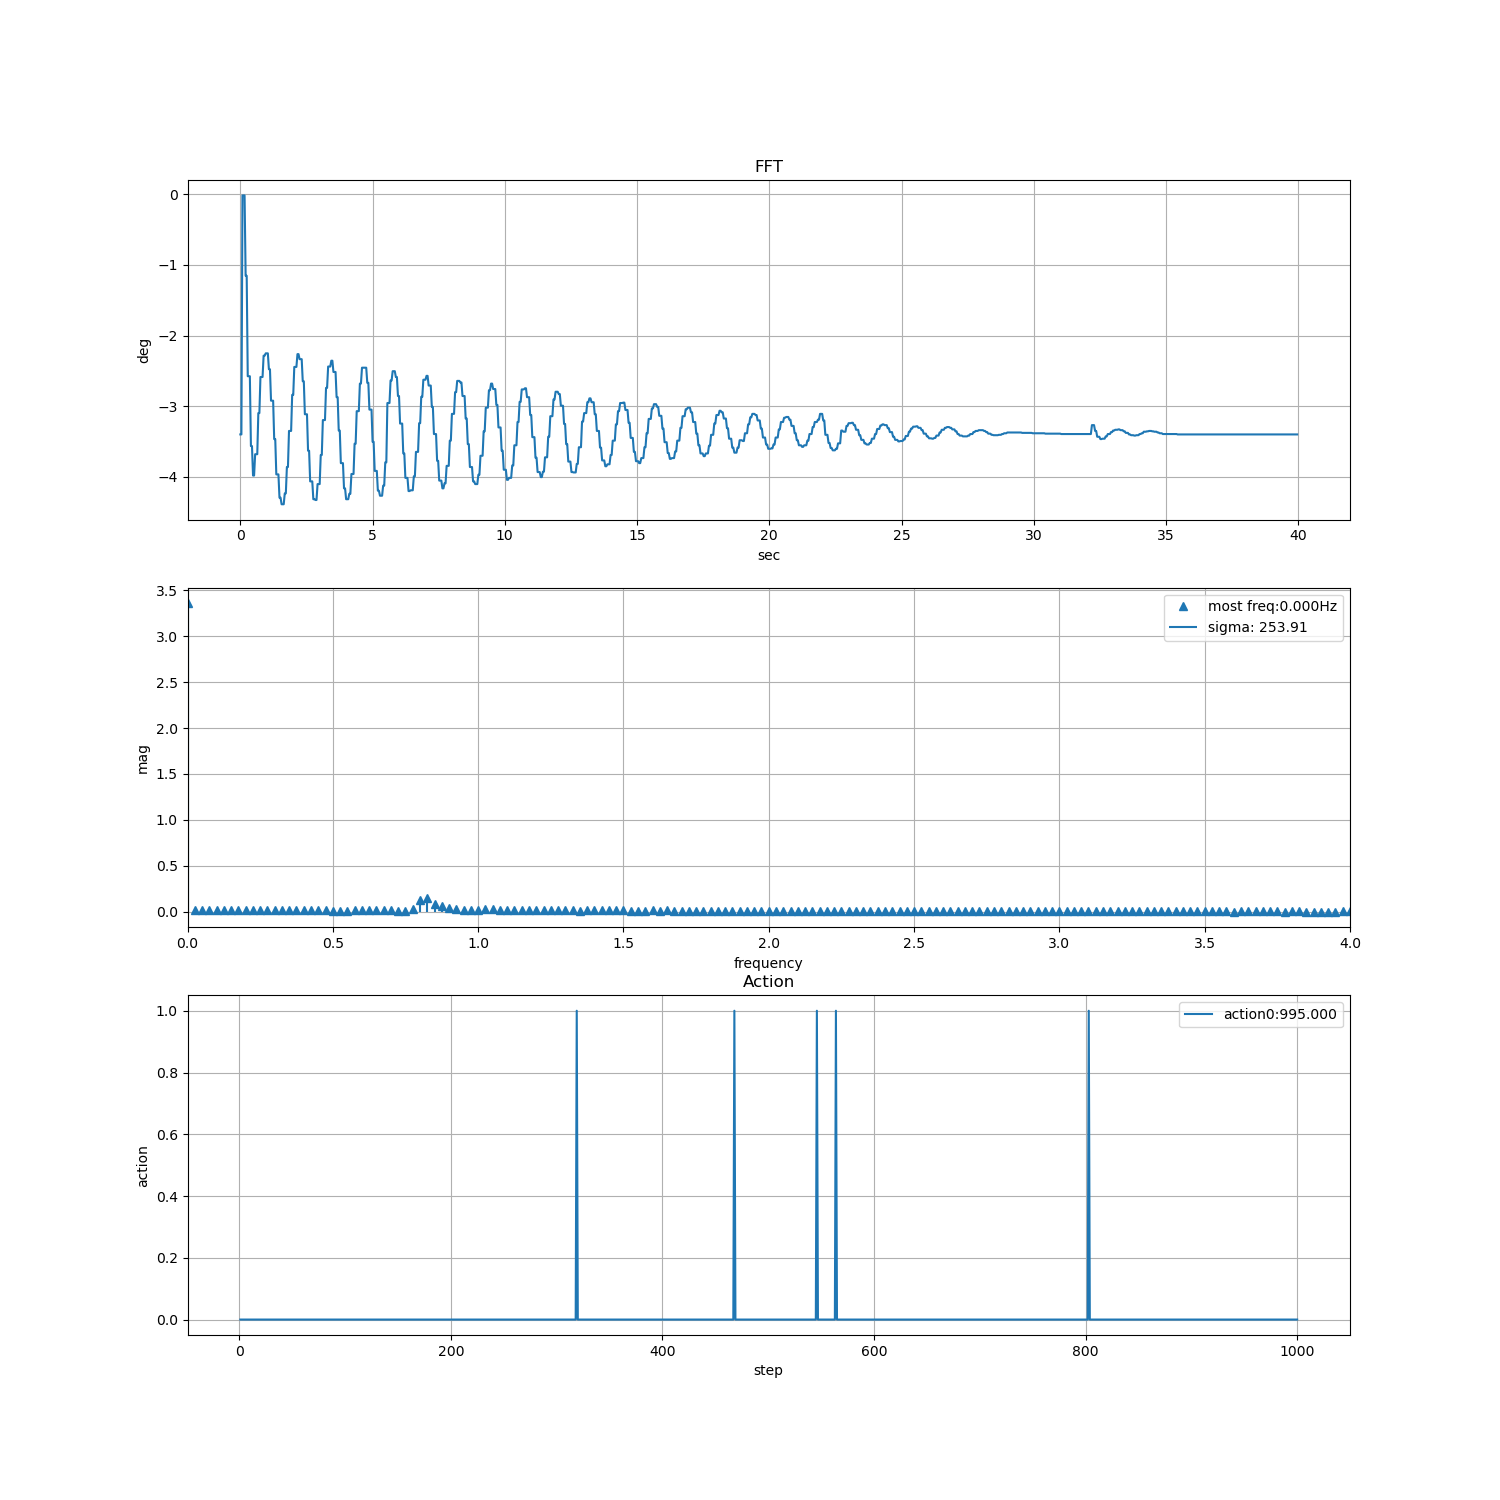 FFT
0
−1
−2
−3
−4
deg
0 5 10 15 20 25 30 35 40
sec
3.5
3.0
2.5
2.0
1.5
1.0
0.5
0.0
mag
most freq:0.000Hz
sigma: 253.91
0.0 0.5 1.0 1.5 2.0 2.5 3.0 3.5 4.0
frequency
Action
1.0
0.8
0.6
0.4
0.2
0.0
action
action0:995.000
0 200 400 600 800 1000
step